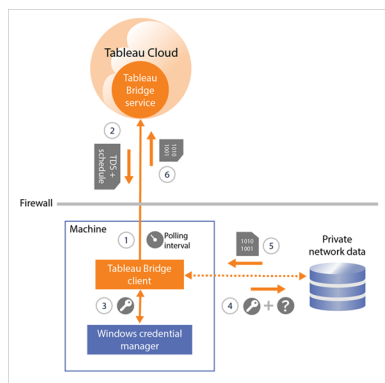 Tableau Cloud
Tableau
Bridge
service
2
TDS +
schedule
1010
1001
6
Firewall
Machine
1
Polling
interval
1010
1001
5
Private
network data
Tableau Bridge
client
3
4
+
?
Windows credential
manager